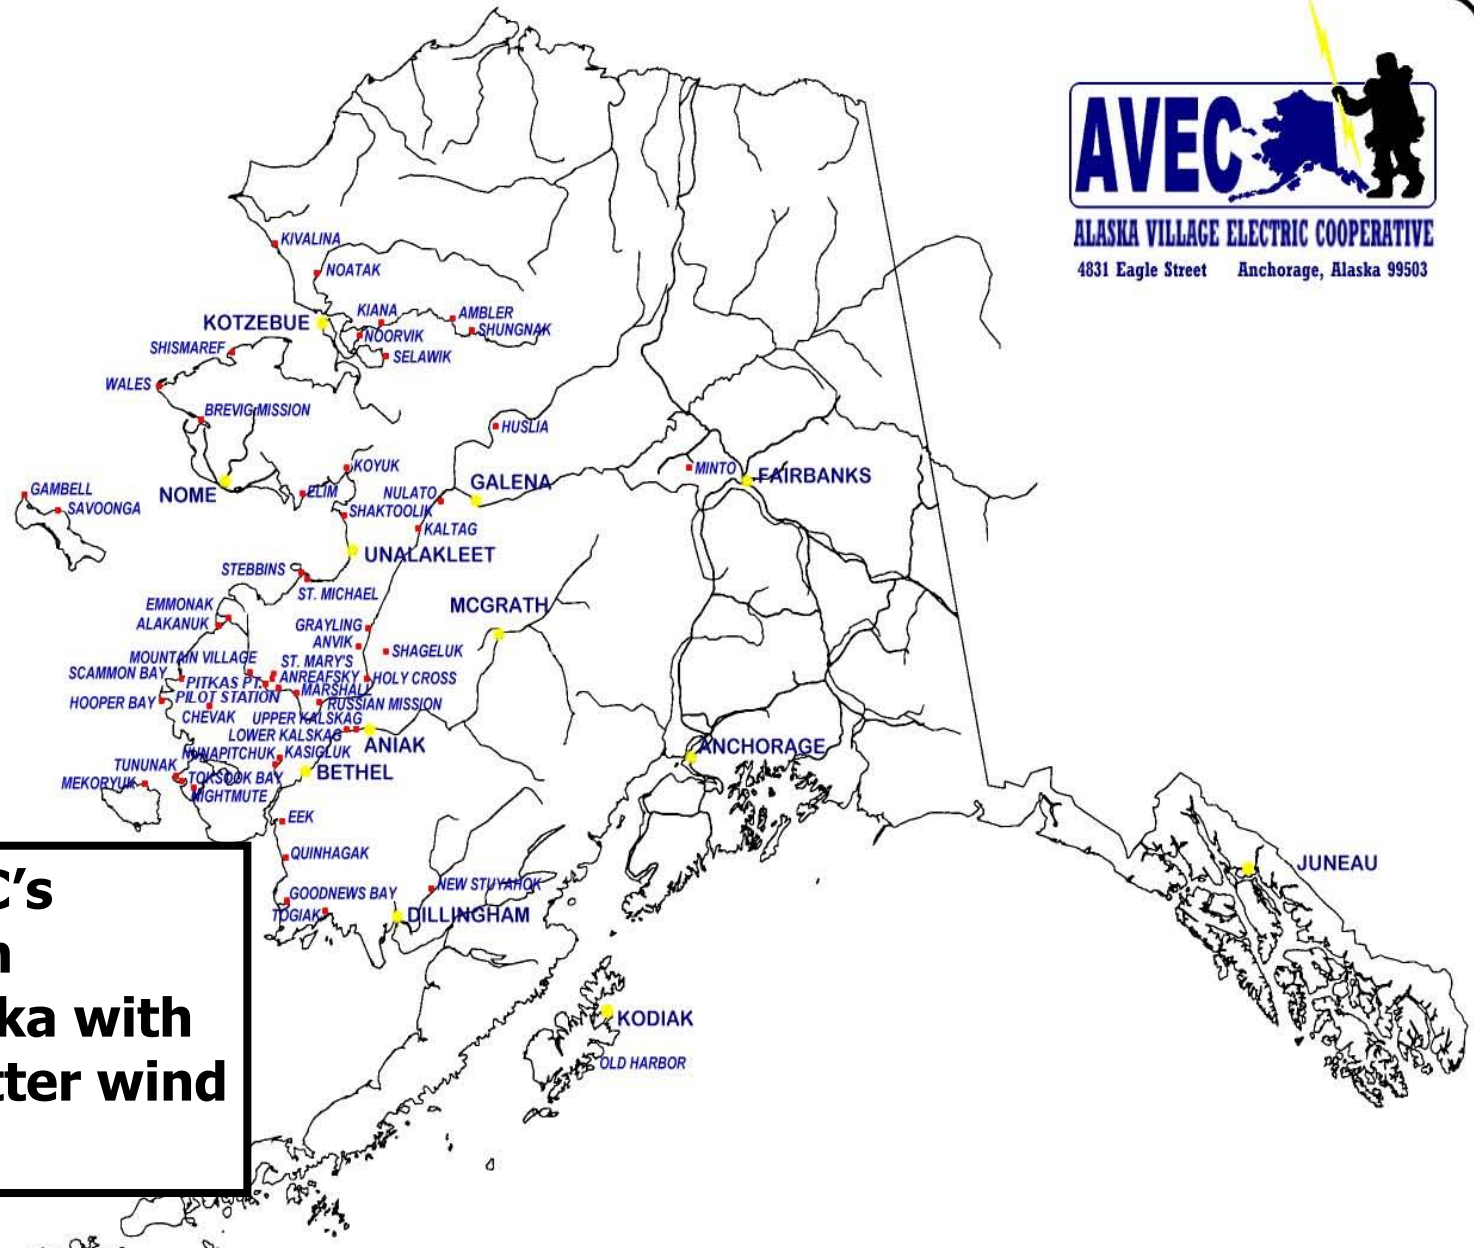 AVEC
ALASKA VILLAGE ELECTRIC COOPERATIVE
4831 Eagle Street Anchorage, Alaska 99503
KIVALINA
NOATAK
KIANA
AMBLER
KOTZEBUE
SHUNGNAK
NOORVIK
SHISMAREF
SELAWIK
WALES
BREVIG MISSION
HUSLIA
KOYUK
MINTO
FAIRBANKS
GALENA
NOME
ELIM
NULATO
GAMBELL
SAVOONGA
SHAKTOOLIK
KALTAG
UNALAKLEET
STEBBINS
ST. MICHAEL
EMMONAK
MCGRATH
ALAKANUK
GRAYLING
ANVIK
SHAGELUK
MOUNTAIN VILLAGE
ST. MARY'S
SCAMMON BAY
PITKAS PT.
ANREAFSKY
HOLY CROSS
MARSHALL
PILOT STATION
HOOPER BAY
RUSSIAN MISSION
CHEVAK
UPPER KALSKAG
LOWER KALSKAG
ANIAK
ANCHORAGE
NUNAPITCHUK
KASIGLUK
TUNUNAK
BETHEL
TOKSOOK BAY
MEKORYUK
NIGHTMUTE
EEK
QUINHAGAK
JUNEAU
NEW STUYAHOK
GOODNEWS BAY
TOGIAK
DILLINGHAM
KODIAK
OLD HARBOR
C’s
n
ka with
tter wind